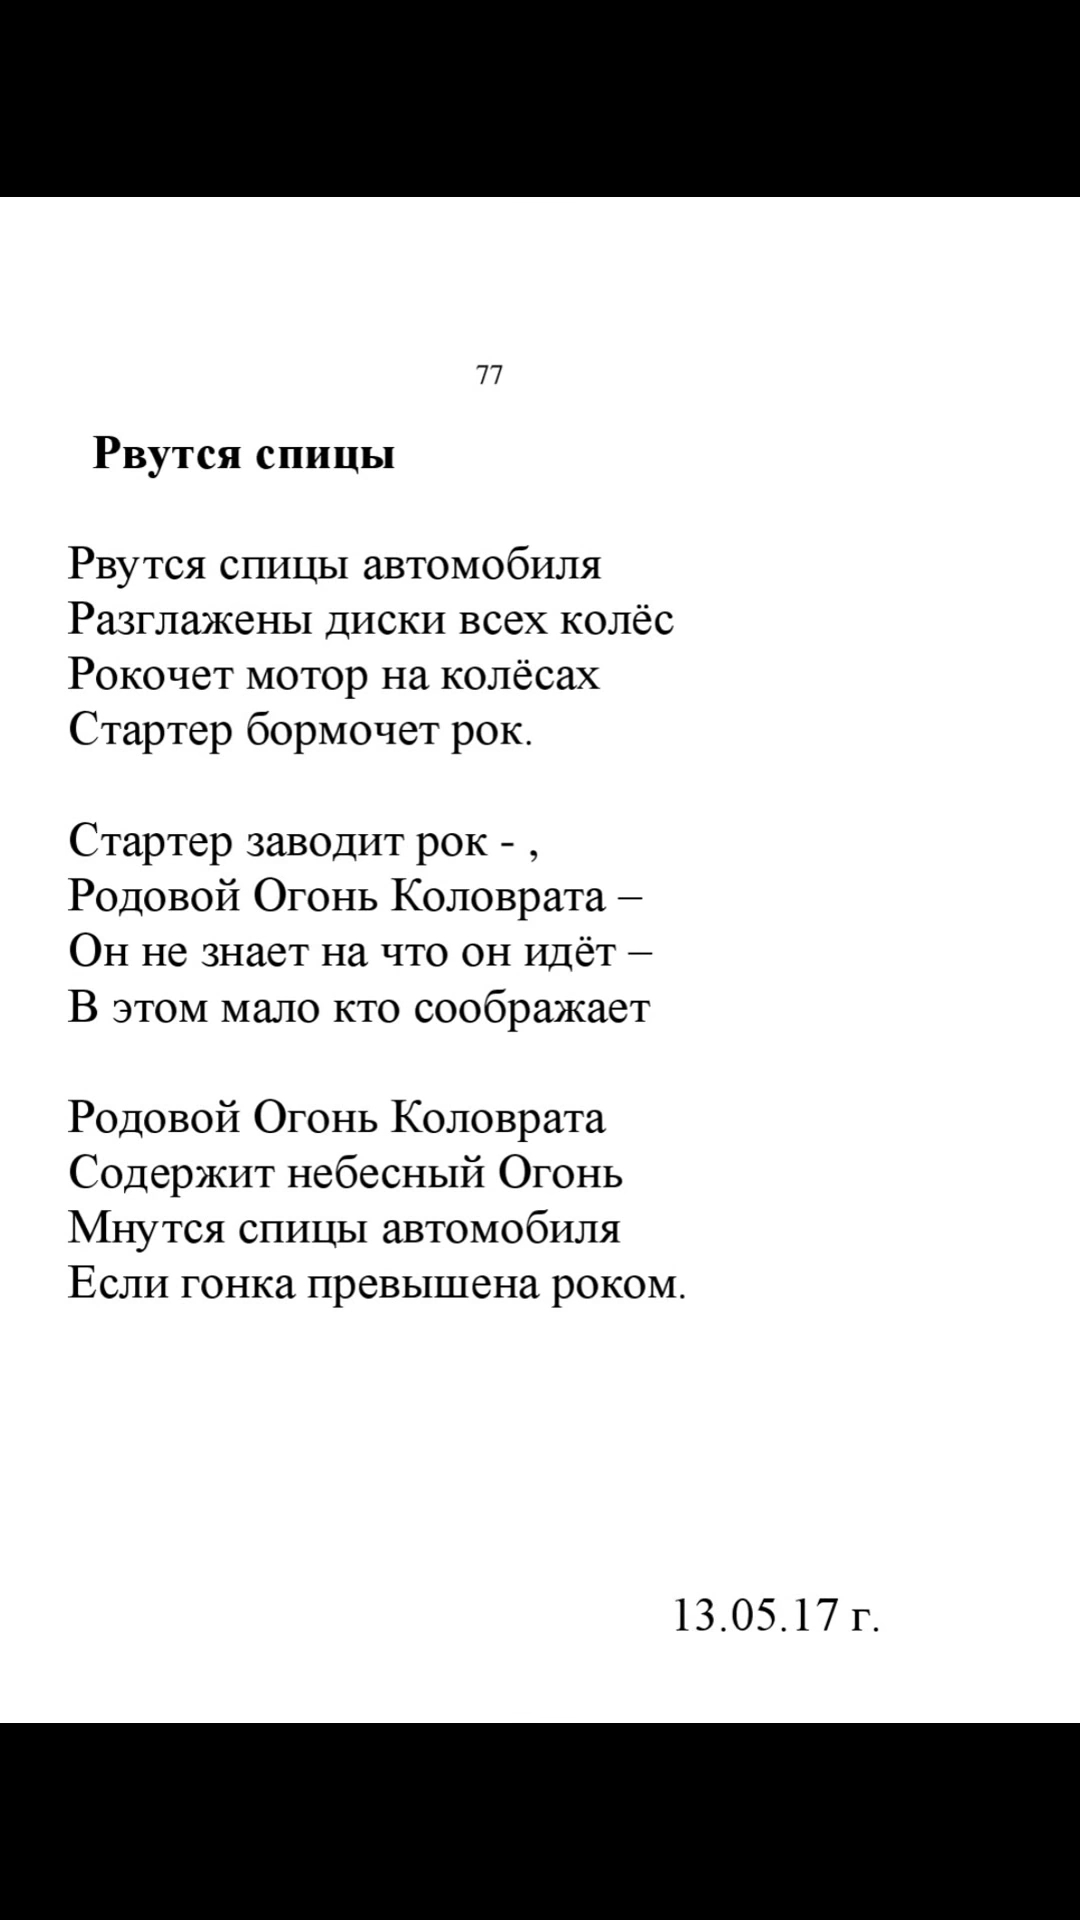 77
Рвутся спицы
Рвутся спицы автомобиля
Разглажены диски всех колёс
Рокочет мотор на колёсах
Стартер бормочет рок.
Стартер заводит рок - ,
Родовой Огонь Коловрата –
Он не знает на что он идёт –
В этом мало кто соображает
Родовой Огонь Коловрата
Содержит небесный Огонь
Мнутся спицы автомобиля
Если гонка превышена роком.
13.05.17 г.